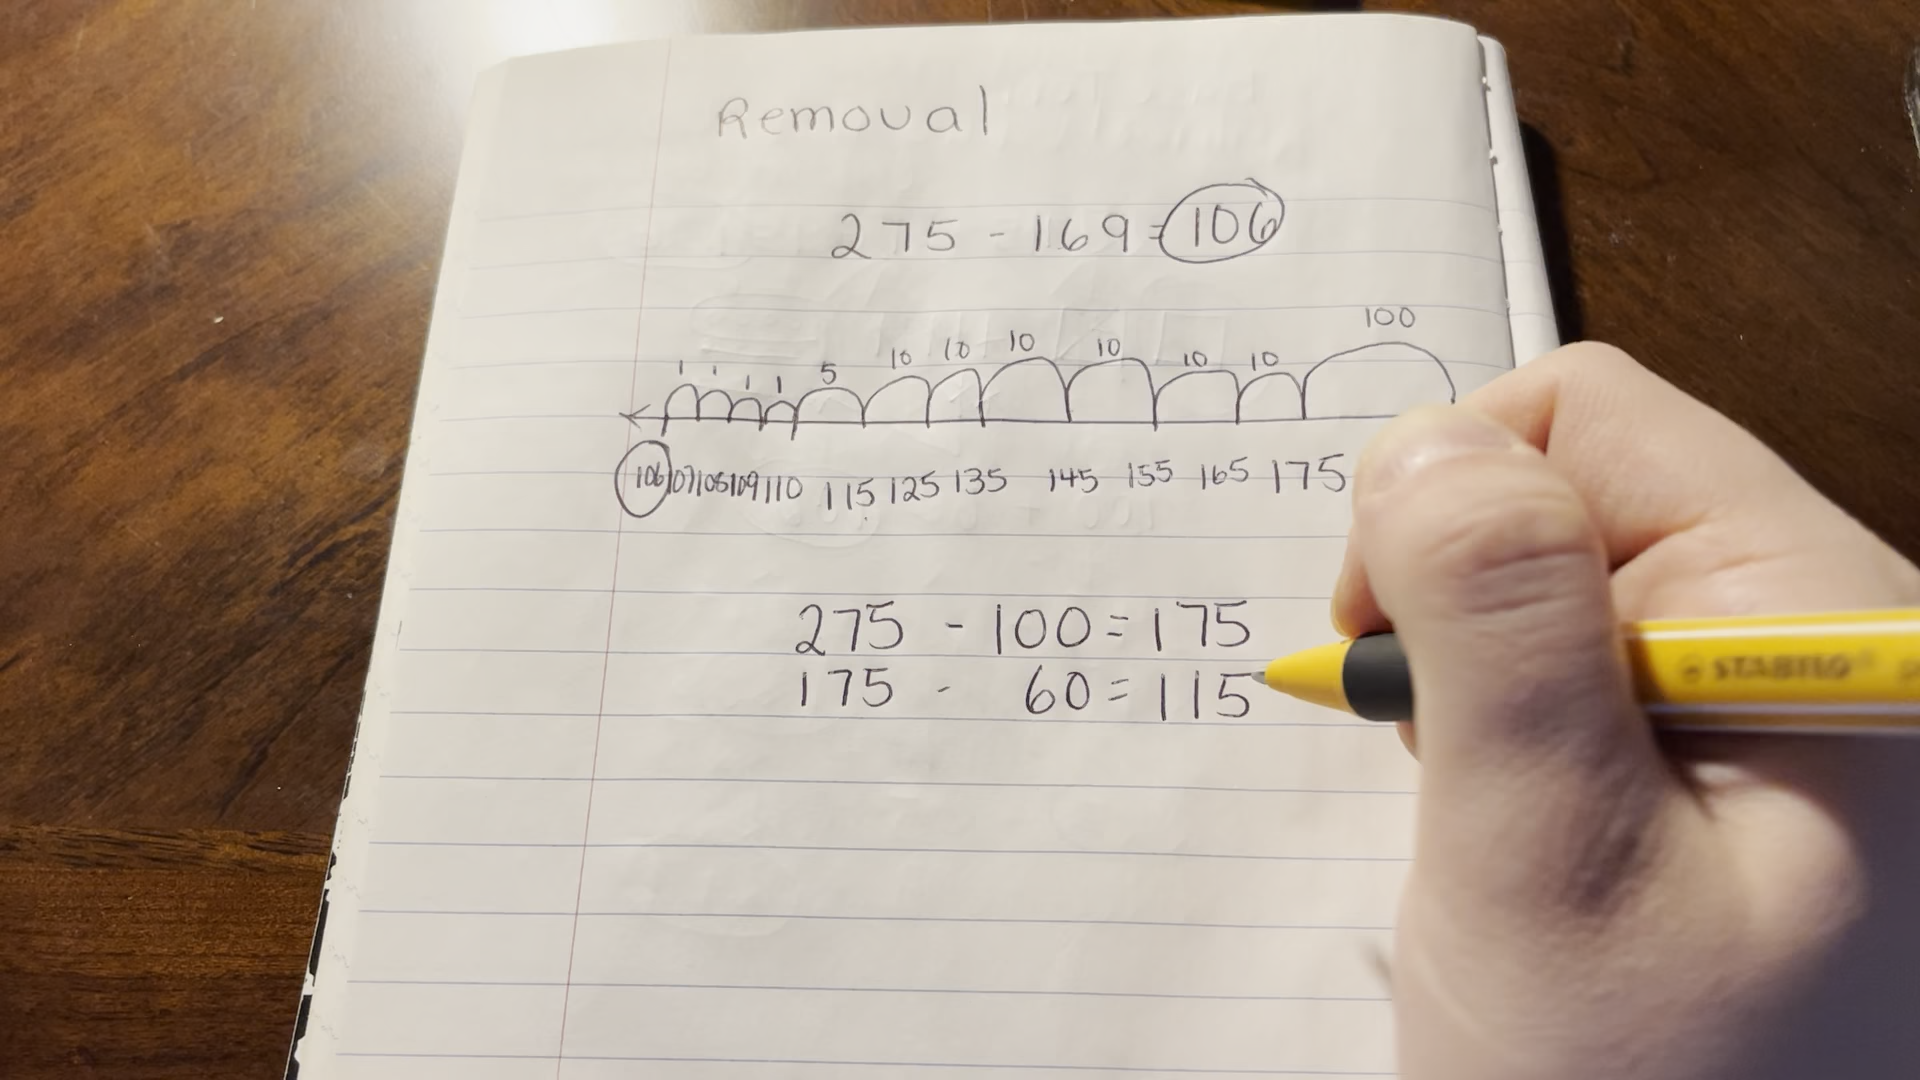 Removal
275 - 169 = 106
1 1 1 1 5 10 10 10 10 10 10 100
106 107 108 109 110 115 125 135 145 155 165 175
275 - 100 = 175
175 - 60 = 115
STABILO